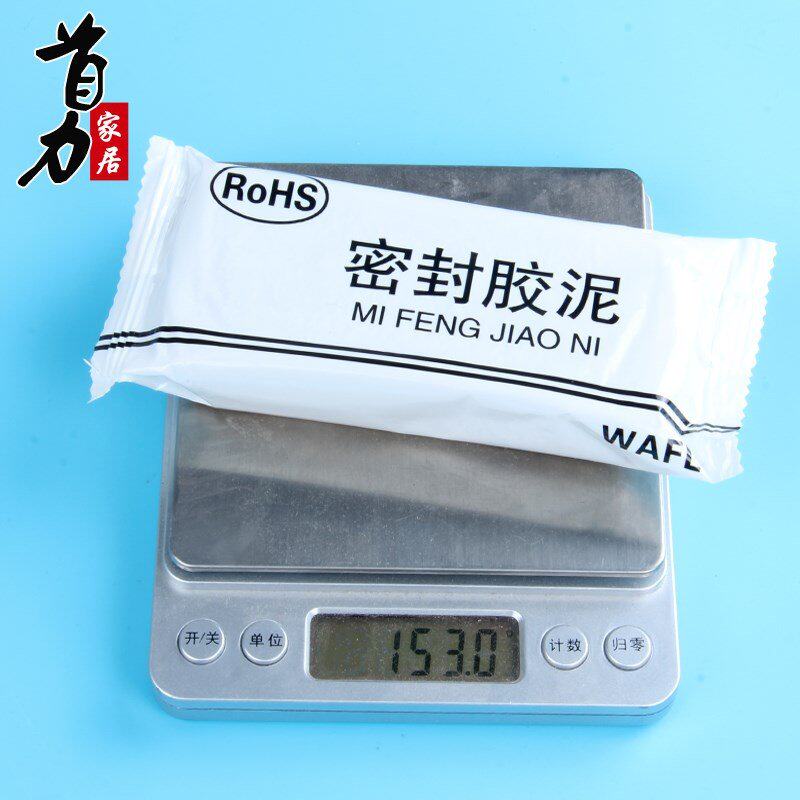 首力
家居
RoHS
密封胶泥
MI FENG JIAO NI
开/关
单位
153.0
计数
归零